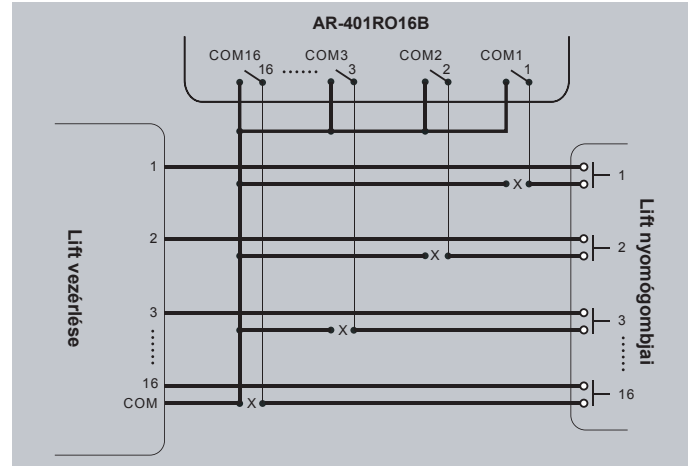 AR-401RO16B
COM16 COM3 COM2 COM1
16 ...... 3 2 1
1 1
X
2 2
X
3 3
X
16 16
COM X
Lift vezérlése
Lift nyomógombjai